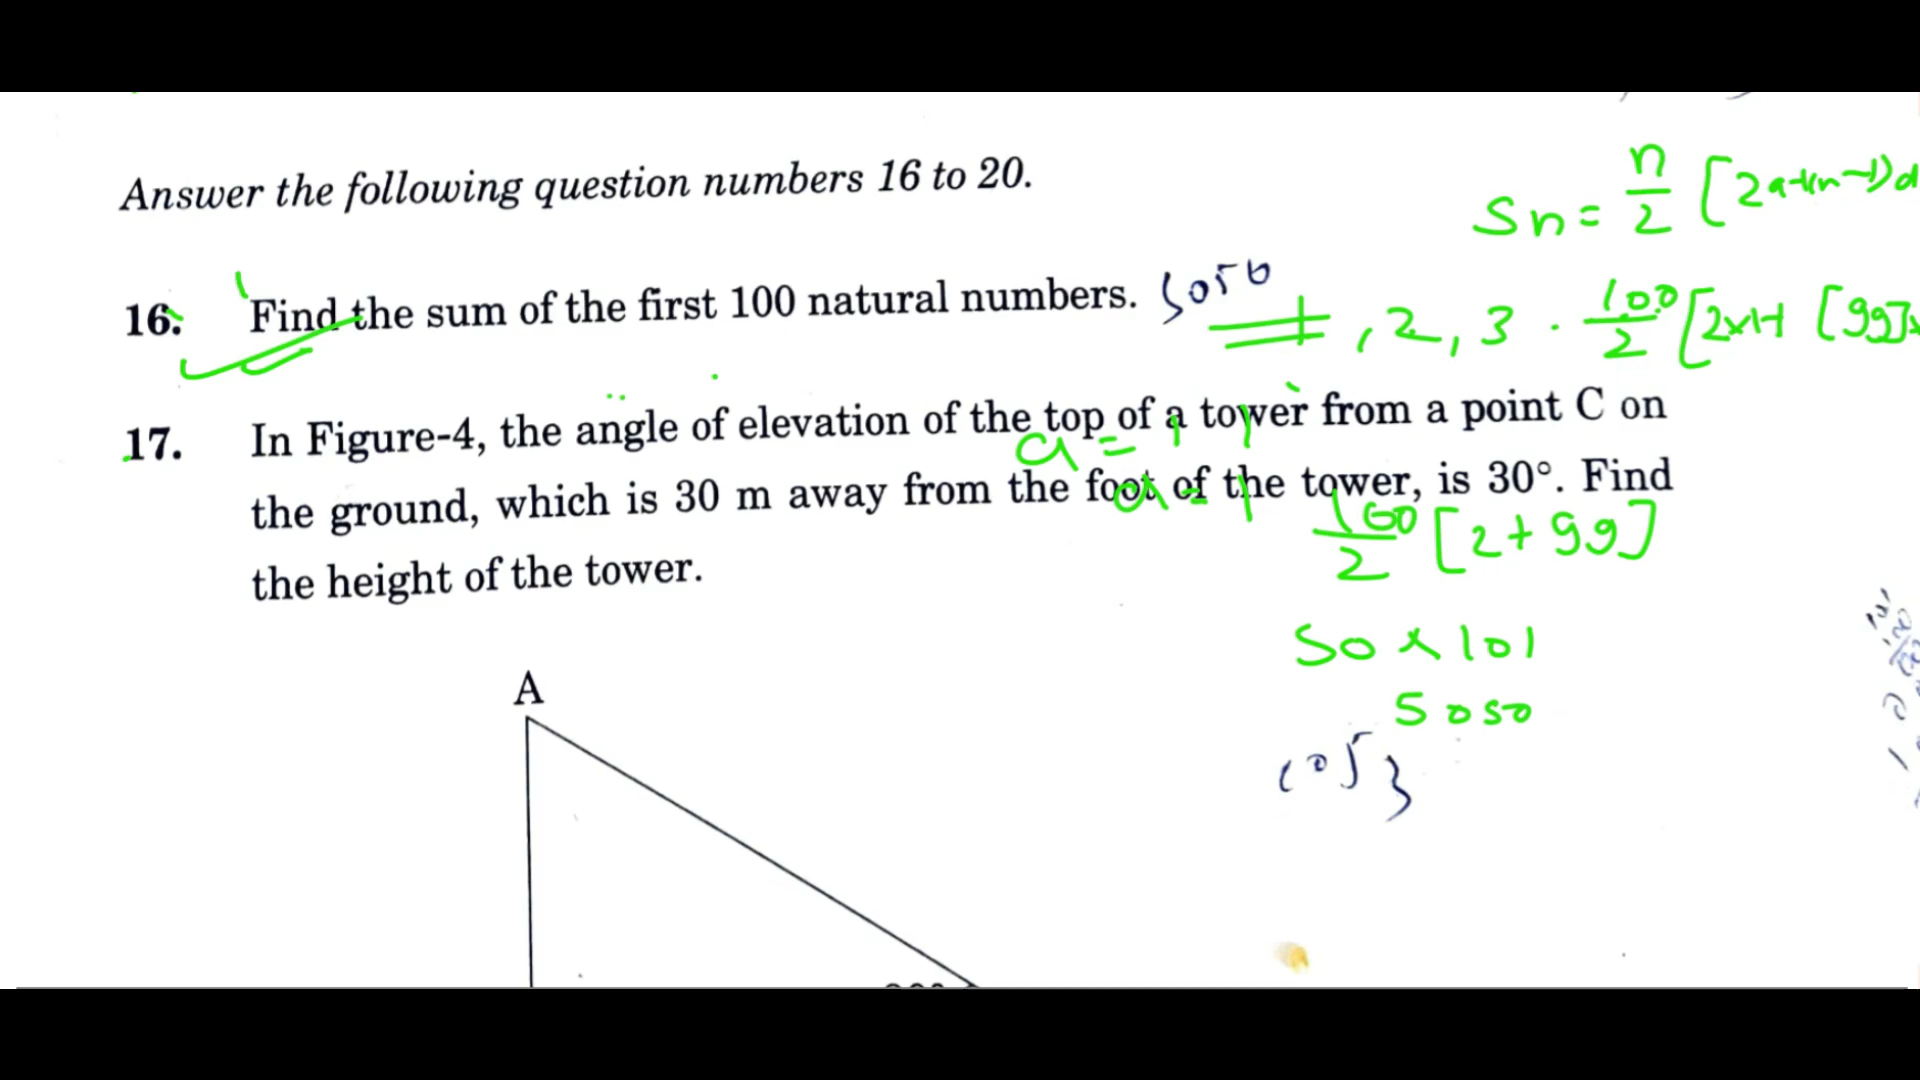 Answer the following question numbers 16 to 20.
Sn = n/2 [2a+(n-1)d
16. Find the sum of the first 100 natural numbers. 5050
1, 2, 3 . 100/2 [2×1+ [99]×
17. In Figure-4, the angle of elevation of the top of a tower from a point C on
a = 1
the ground, which is 30 m away from the foot of the tower, is 30°. Find
d = 1
100/2 [2+99]
the height of the tower.
50 × 101
5050
A